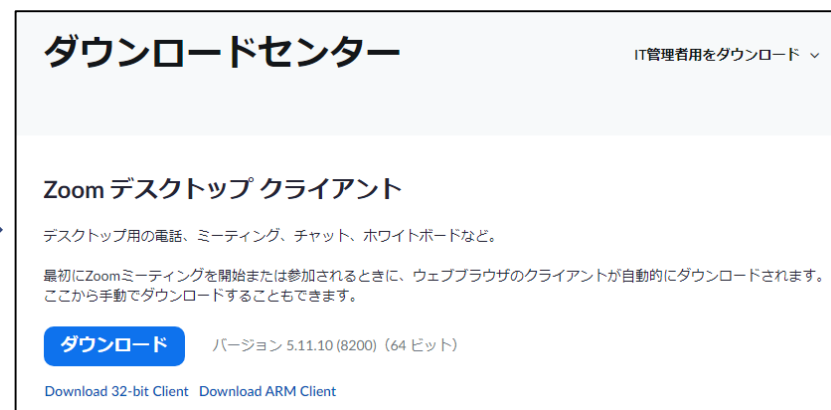 ダウンロードセンター
IT管理者用をダウンロード
Zoom デスクトップ クライアント
デスクトップ用の電話、ミーティング、チャット、ホワイトボードなど。
最初にZoomミーティングを開始または参加されるときに、ウェブブラウザのクライアントが自動的にダウンロードされます。
ここから手動でダウンロードすることもできます。
ダウンロード
バージョン 5.11.10 (8200)（64 ビット）
Download 32-bit Client Download ARM Client